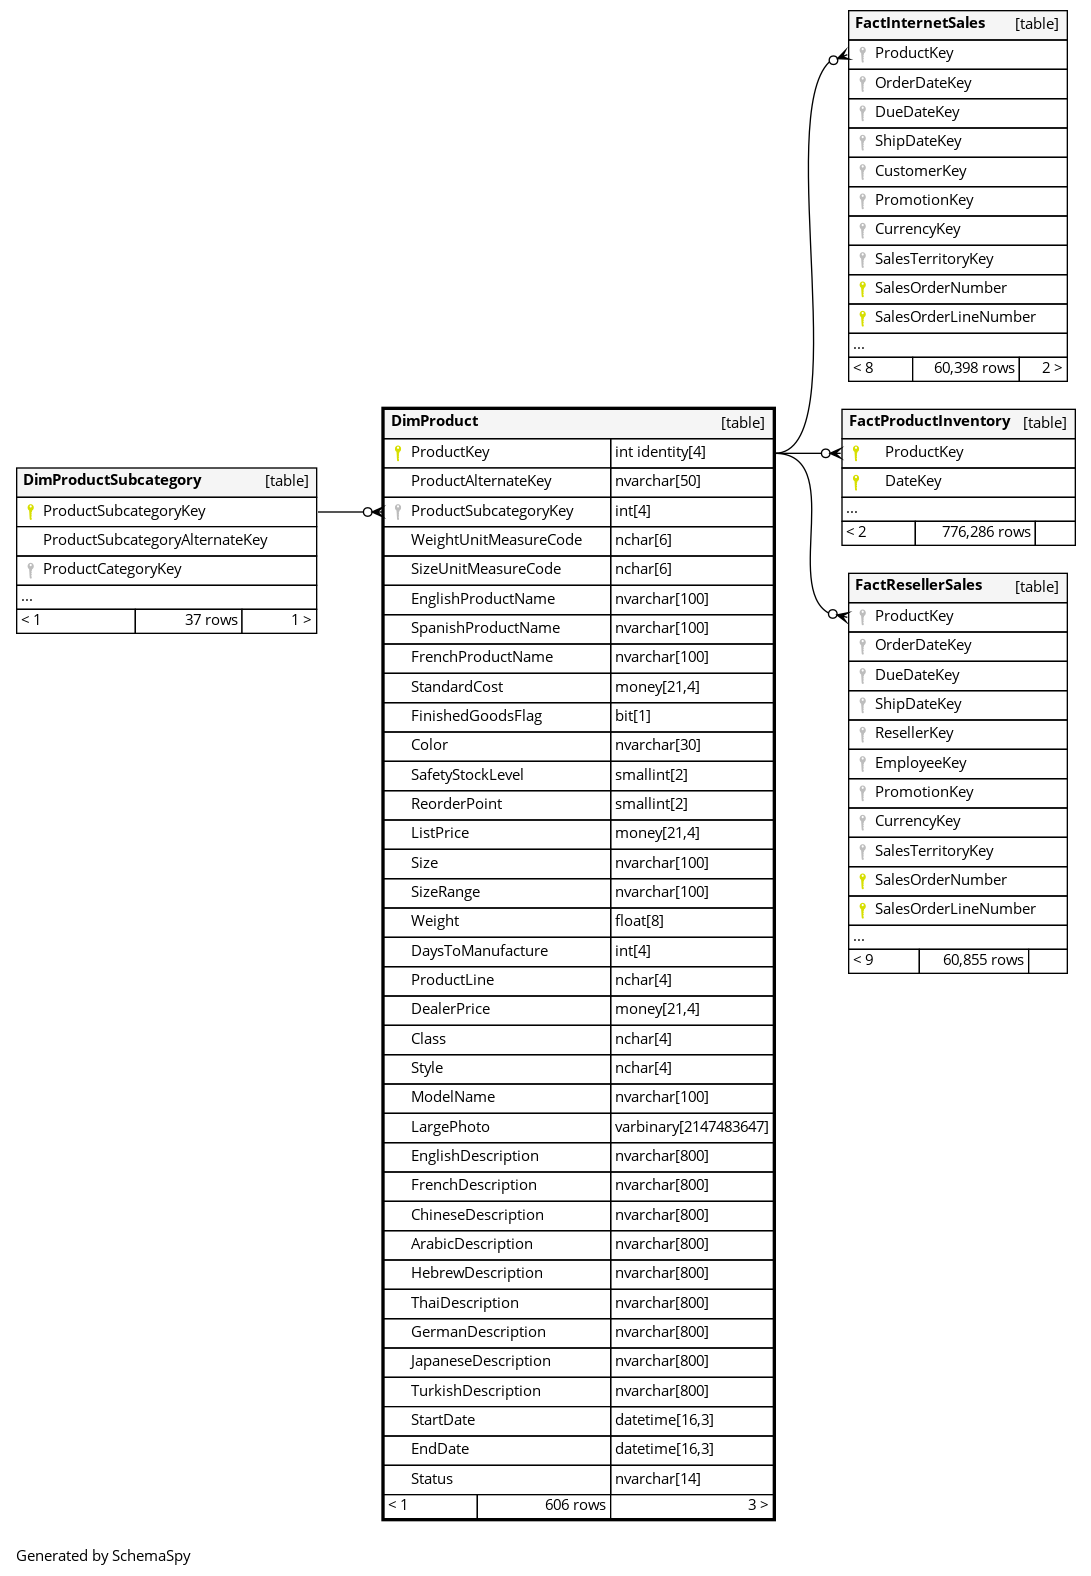 FactInternetSales [table]
ProductKey
OrderDateKey
DueDateKey
ShipDateKey
CustomerKey
PromotionKey
CurrencyKey
SalesTerritoryKey
SalesOrderNumber
SalesOrderLineNumber
...
< 8 60,398 rows 2 >
DimProductSubcategory [table]
ProductSubcategoryKey
ProductSubcategoryAlternateKey
ProductCategoryKey
...
< 1 37 rows 1 >
DimProduct [table]
ProductKey int identity[4]
ProductAlternateKey nvarchar[50]
ProductSubcategoryKey int[4]
WeightUnitMeasureCode nchar[6]
SizeUnitMeasureCode nchar[6]
EnglishProductName nvarchar[100]
SpanishProductName nvarchar[100]
FrenchProductName nvarchar[100]
StandardCost money[21,4]
FinishedGoodsFlag bit[1]
Color nvarchar[30]
SafetyStockLevel smallint[2]
ReorderPoint smallint[2]
ListPrice money[21,4]
Size nvarchar[100]
SizeRange nvarchar[100]
Weight float[8]
DaysToManufacture int[4]
ProductLine nchar[4]
DealerPrice money[21,4]
Class nchar[4]
Style nchar[4]
ModelName nvarchar[100]
LargePhoto varbinary[2147483647]
EnglishDescription nvarchar[800]
FrenchDescription nvarchar[800]
ChineseDescription nvarchar[800]
ArabicDescription nvarchar[800]
HebrewDescription nvarchar[800]
ThaiDescription nvarchar[800]
GermanDescription nvarchar[800]
JapaneseDescription nvarchar[800]
TurkishDescription nvarchar[800]
StartDate datetime[16,3]
EndDate datetime[16,3]
Status nvarchar[14]
< 1 606 rows 3 >
FactProductInventory [table]
ProductKey
DateKey
...
< 2 776,286 rows
FactResellerSales [table]
ProductKey
OrderDateKey
DueDateKey
ShipDateKey
ResellerKey
EmployeeKey
PromotionKey
CurrencyKey
SalesTerritoryKey
SalesOrderNumber
SalesOrderLineNumber
...
< 9 60,855 rows
Generated by SchemaSpy